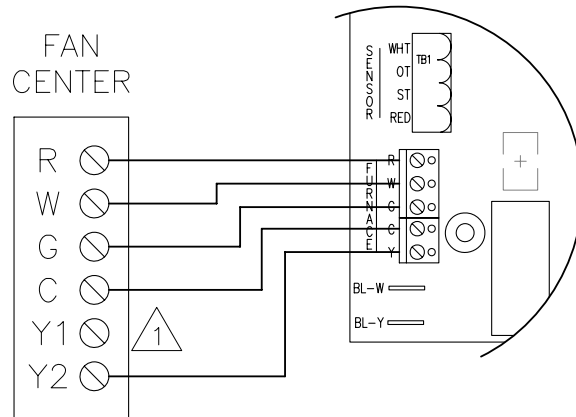 FAN
CENTER
R
W
G
C
Y1
Y2
1
SENSOR
WHT
OT
ST
RED
TB1
FURNACE
R
W
G
C
Y
BL-W
BL-Y